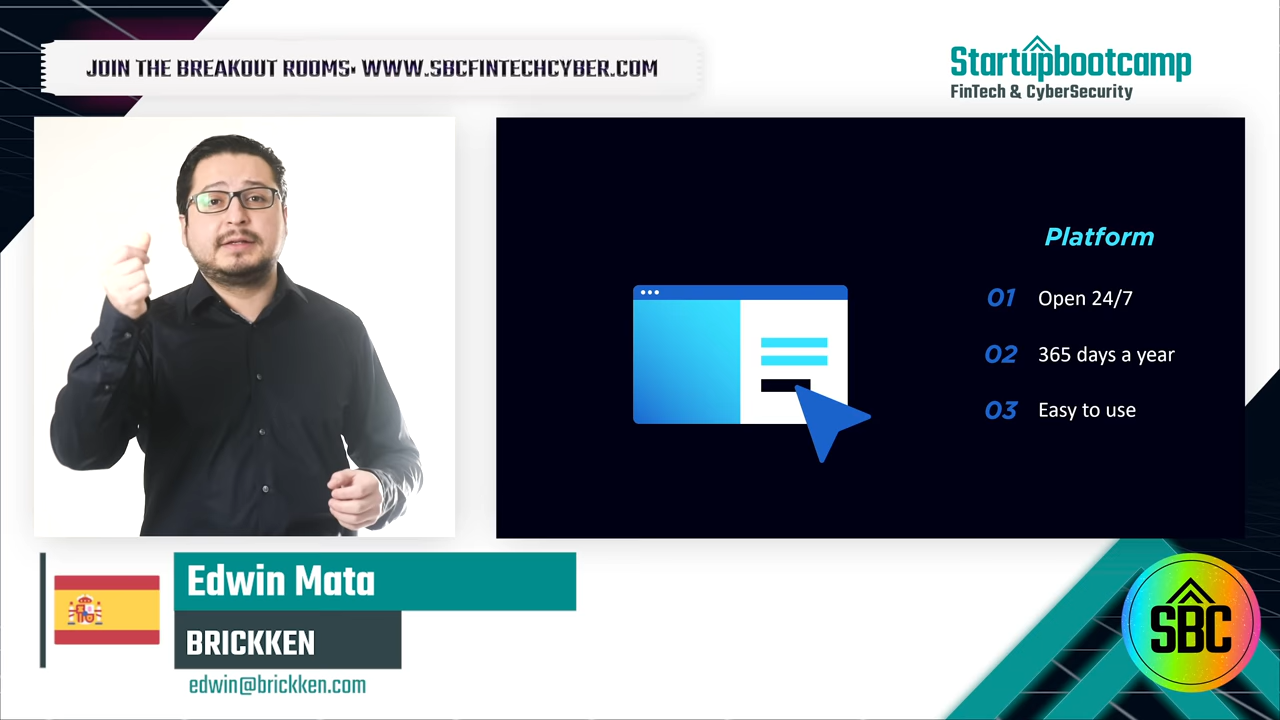 JOIN THE BREAKOUT ROOMS: WWW.SBCFINTECHCYBER.COM
Startupbootcamp
FinTech & CyberSecurity
Platform
01 Open 24/7
02 365 days a year
03 Easy to use
Edwin Mata
BRICKKEN
edwin@brickken.com
SBC